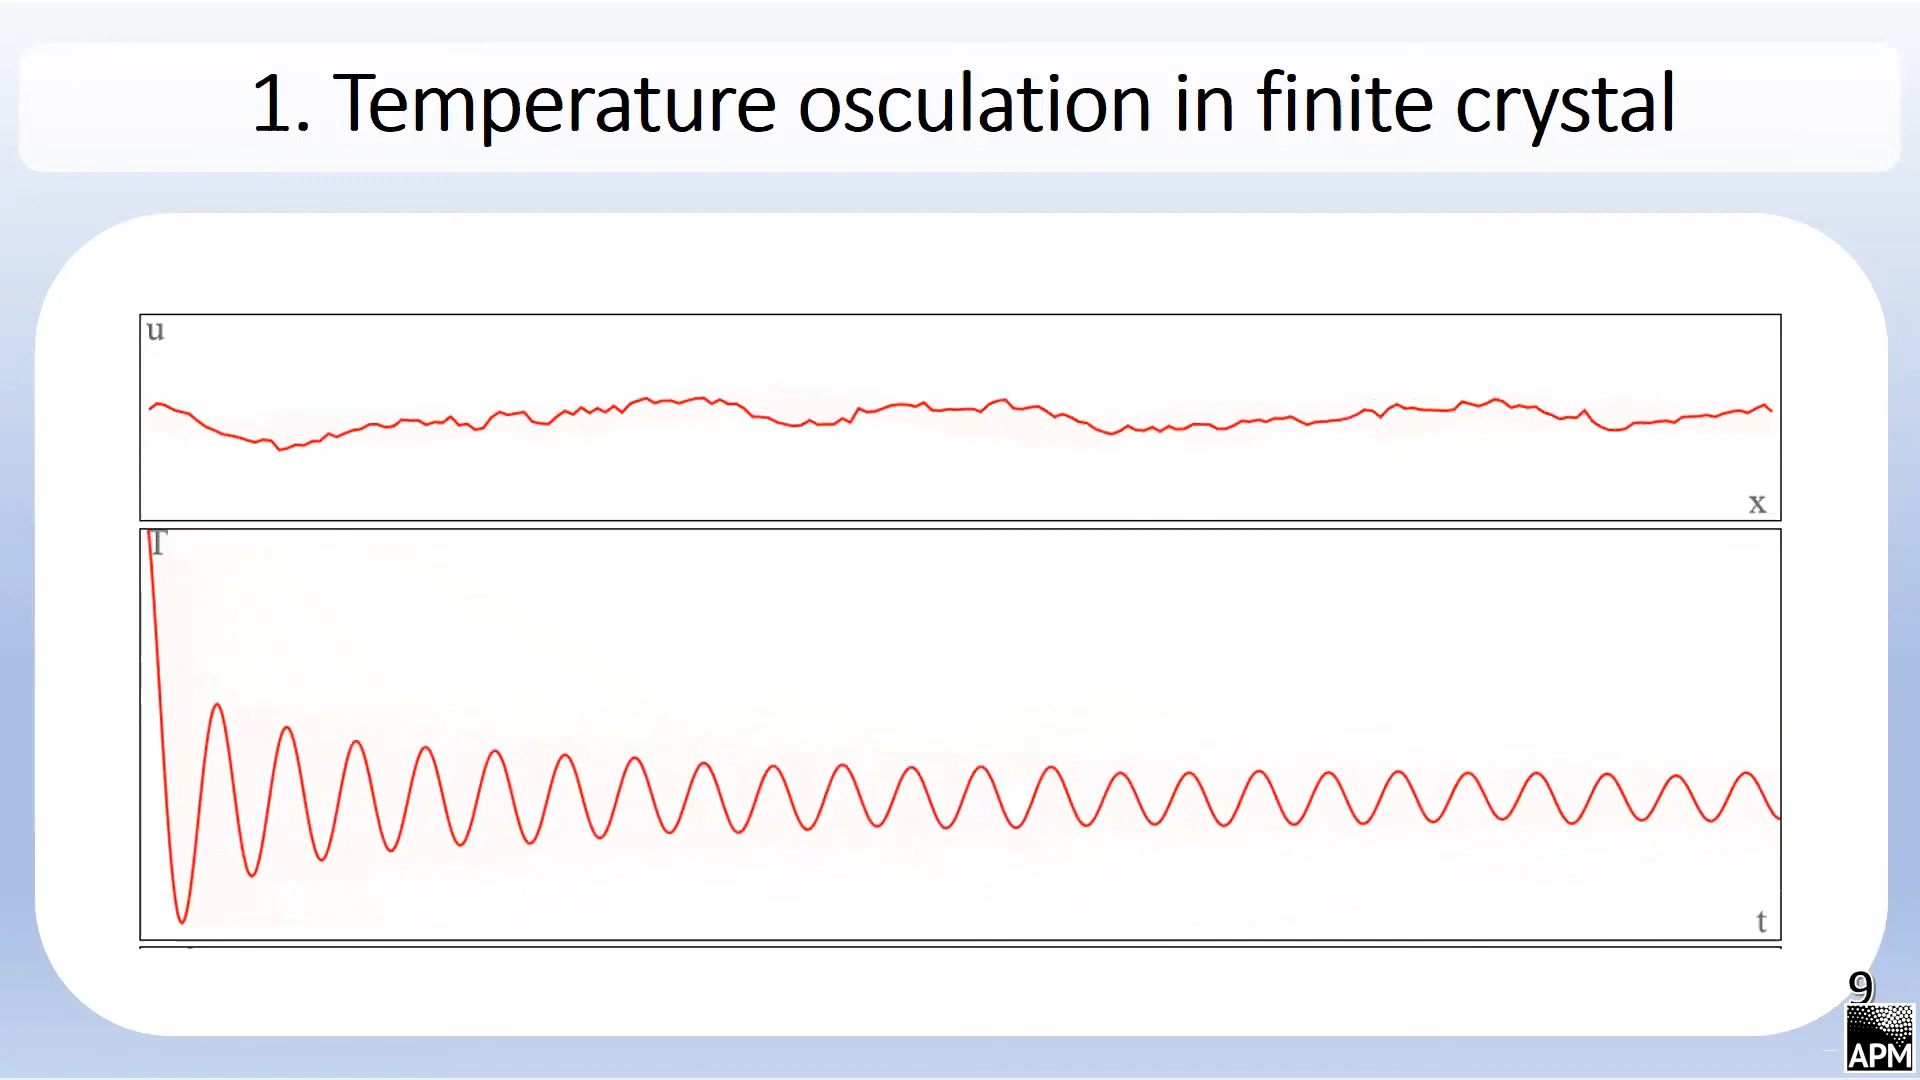 1. Temperature osculation in finite crystal
u
x
T
t
9
APM